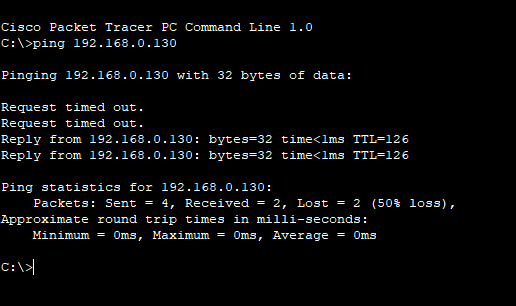 Cisco Packet Tracer PC Command Line 1.0
C:\>ping 192.168.0.130
Pinging 192.168.0.130 with 32 bytes of data:
Request timed out.
Request timed out.
Reply from 192.168.0.130: bytes=32 time<1ms TTL=126
Reply from 192.168.0.130: bytes=32 time<1ms TTL=126
Ping statistics for 192.168.0.130:
Packets: Sent = 4, Received = 2, Lost = 2 (50% loss),
Approximate round trip times in milli-seconds:
Minimum = 0ms, Maximum = 0ms, Average = 0ms
C:\>